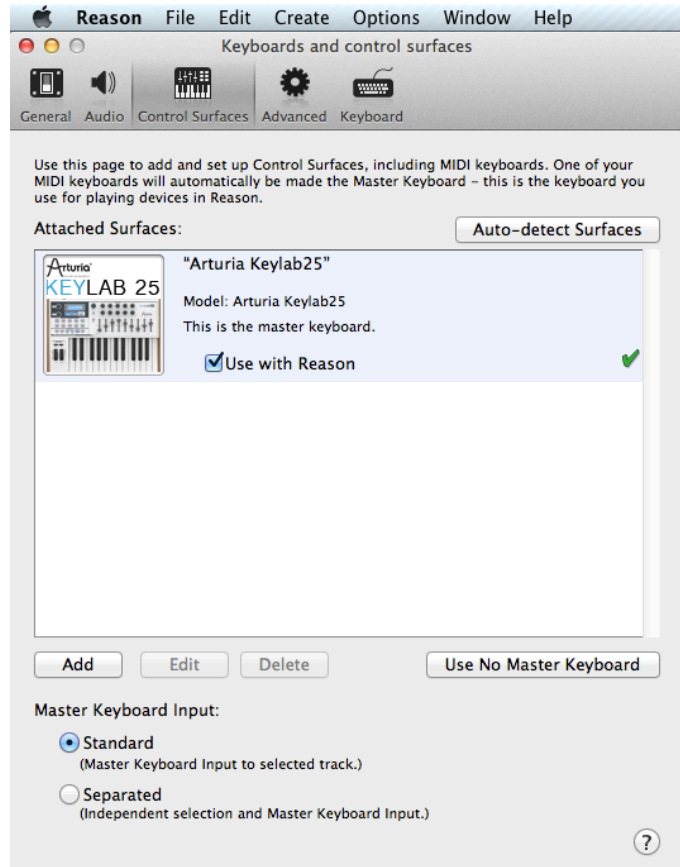 Reason File Edit Create Options Window Help
Keyboards and control surfaces
General Audio Control Surfaces Advanced Keyboard
Use this page to add and set up Control Surfaces, including MIDI keyboards. One of your
MIDI keyboards will automatically be made the Master Keyboard – this is the keyboard you
use for playing devices in Reason.
Attached Surfaces:
Auto-detect Surfaces
Arturia
KEYLAB 25
"Arturia Keylab25"
Model: Arturia Keylab25
This is the master keyboard.
Use with Reason
Add Edit Delete Use No Master Keyboard
Master Keyboard Input:
Standard
(Master Keyboard Input to selected track.)
Separated
(Independent selection and Master Keyboard Input.)
?